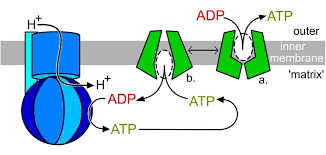 H+
ADP ATP
outer
inner
membrane
'matrix'
b.
a.
H+
ADP
ATP
ATP